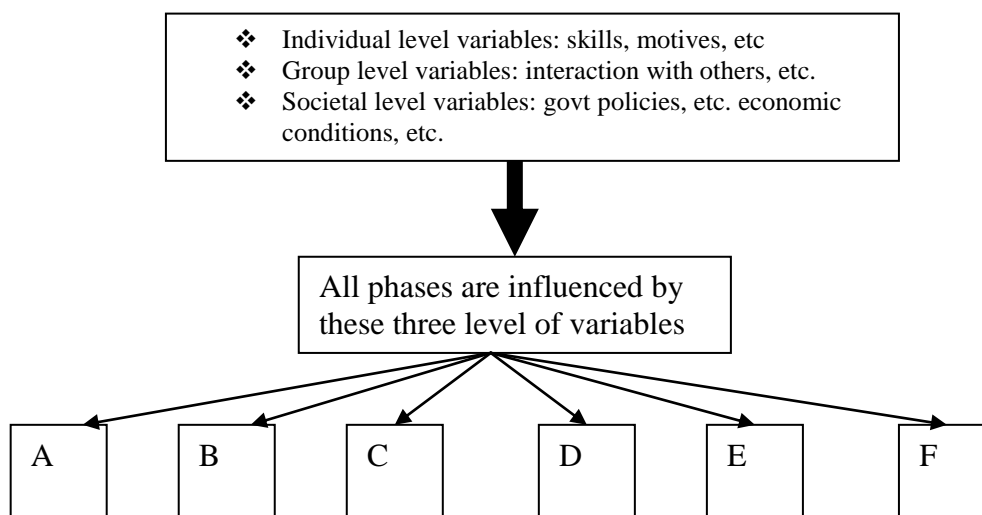 ❖ Individual level variables: skills, motives, etc
❖ Group level variables: interaction with others, etc.
❖ Societal level variables: govt policies, etc. economic
conditions, etc.
All phases are influenced by
these three level of variables
A B C D E F